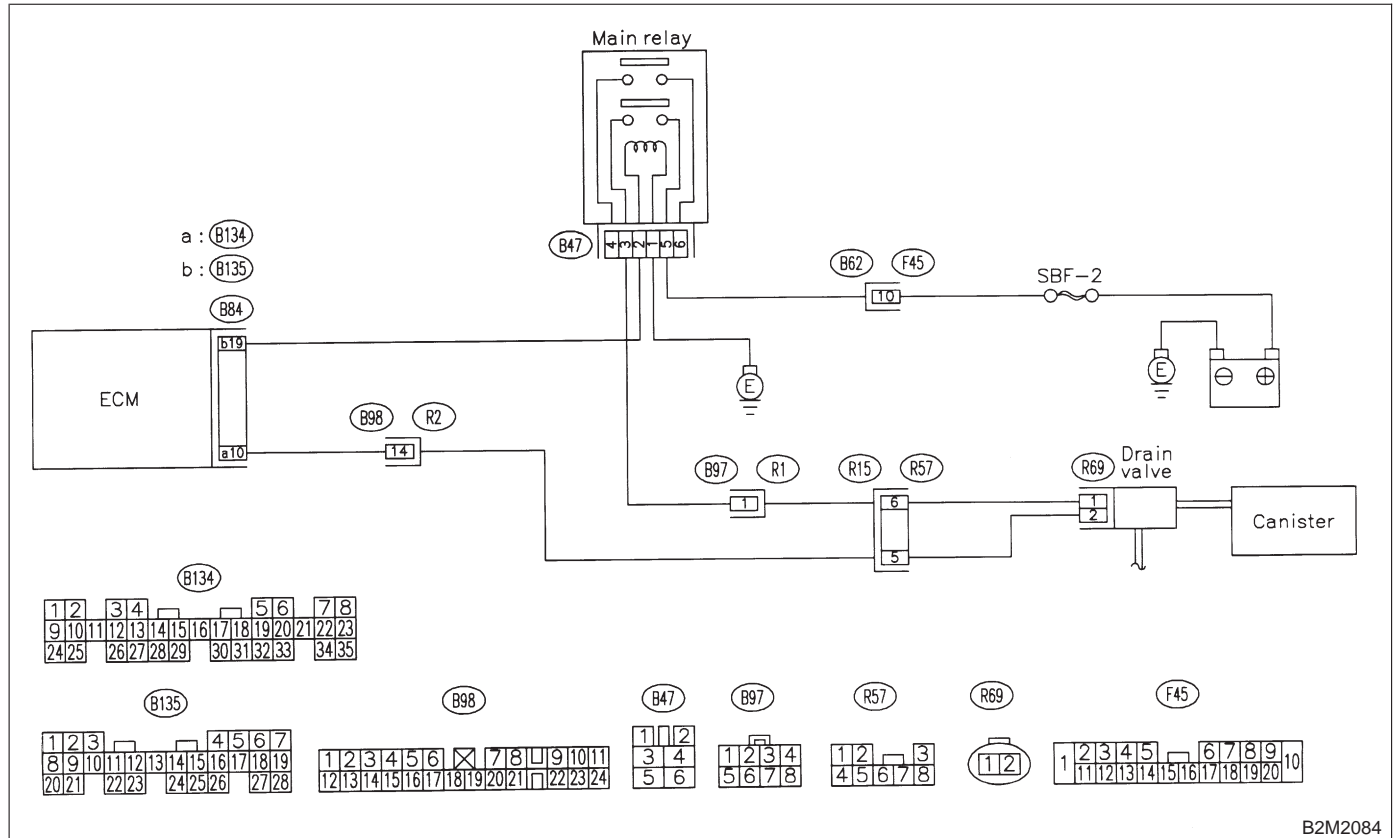 Main relay
B47
4 3 2 1 5 6
a : B134
b : B135
B84
B62 F45
SBF-2
10
b19
E
E
ECM
B98 R2
a10
14
B97 R1
R15 R57
R69
Drain
valve
1
6
1
2
Canister
5
B134
1 2 3 4 5 6 7 8
9 10 11 12 13 14 15 16 17 18 19 20 21 22 23
24 25 26 27 28 29 30 31 32 33 34 35
B135
1 2 3 4 5 6 7
8 9 10 11 12 13 14 15 16 17 18 19
20 21 22 23 24 25 26 27 28
B98
1 2 3 4 5 6 7 8 9 10 11
12 13 14 15 16 17 18 19 20 21 22 23 24
B47
1 2
3 4
5 6
B97
1 2 3 4
5 6 7 8
R57
1 2 3
4 5 6 7 8
R69
1 2
F45
1 2 3 4 5 6 7 8 9 10
11 12 13 14 15 16 17 18 19 20
B2M2084